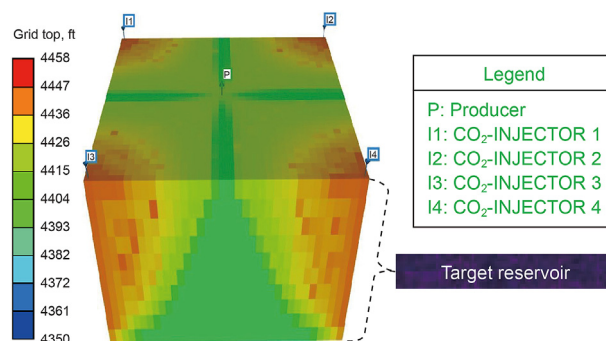 I1
I2
Grid top, ft
4458
4447
4436
4426
4415
4404
4393
4382
4372
4361
4350
P
I3
I4
Legend
P: Producer
I1: CO₂-INJECTOR 1
I2: CO₂-INJECTOR 2
I3: CO₂-INJECTOR 3
I4: CO₂-INJECTOR 4
Target reservoir